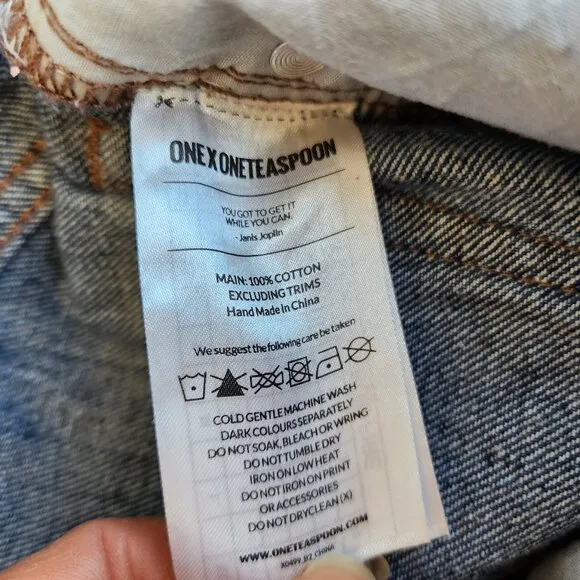 ONEXONETEASPOON
YOU GOT TO GET IT
WHILE YOU CAN.
- Janis Joplin
MAIN: 100% COTTON
EXCLUDING TRIMS
Hand Made in China
We suggest the following care be taken
COLD GENTLE MACHINE WASH
DARK COLOURS SEPARATELY
DO NOT SOAK, BLEACH OR WRING
DO NOT TUMBLE DRY
IRON ON LOW HEAT
DO NOT IRON ON PRINT
OR ACCESSORIES
DO NOT DRYCLEAN (X)
WWW.ONETEASPOON.COM
X0499_BZ CHINA